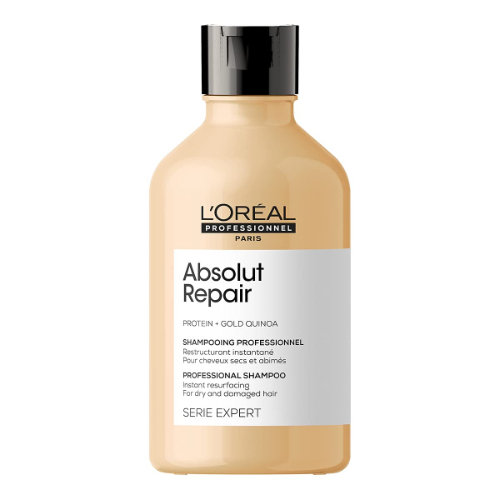 L'ORÉAL
PROFESSIONNEL
PARIS
Absolut
Repair
PROTEIN + GOLD QUINOA
SHAMPOOING PROFESSIONNEL
Restructurant instantané
Pour cheveux secs et abimés
PROFESSIONAL SHAMPOO
Instant resurfacing
For dry and damaged hair
SERIE EXPERT